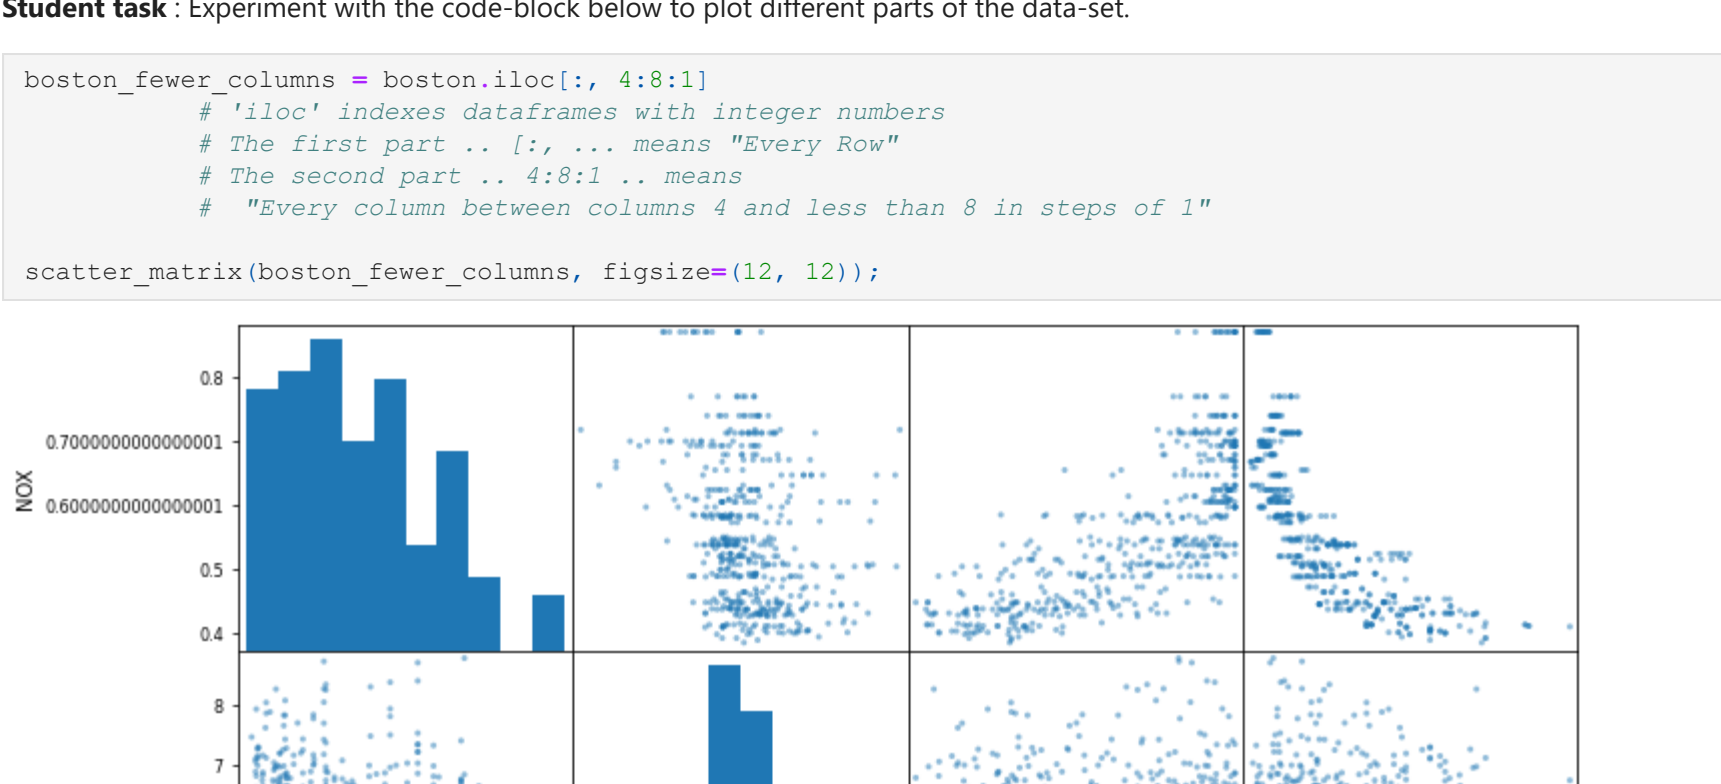 Student task : Experiment with the code-block below to plot different parts of the data-set.
boston_fewer_columns = boston.iloc[:, 4:8:1]
# 'iloc' indexes dataframes with integer numbers
# The first part .. [:, ... means "Every Row"
# The second part .. 4:8:1 .. means
#  "Every column between columns 4 and less than 8 in steps of 1"
scatter_matrix(boston_fewer_columns, figsize=(12, 12));
0.8
0.70000000000000001
0.60000000000000001
0.5
0.4
NOX
8
7